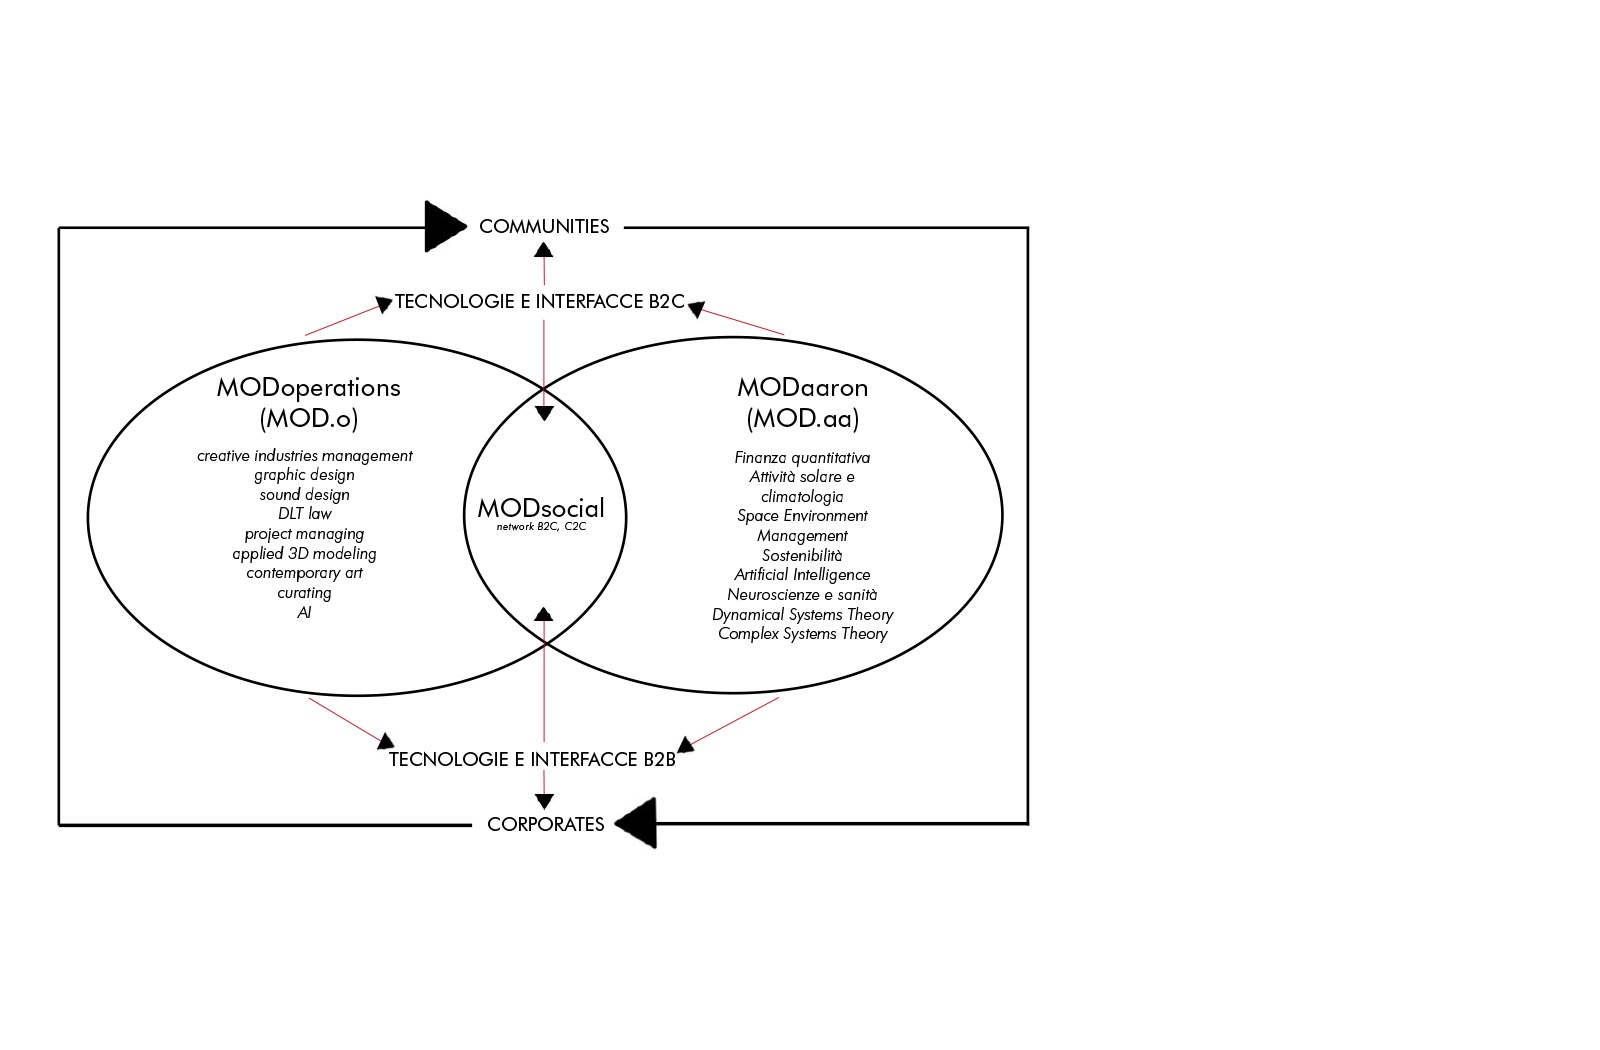 COMMUNITIES
TECNOLOGIE E INTERFACCE B2C
MODoperations
(MOD.o)
creative industries management
graphic design
sound design
DLT law
project managing
applied 3D modeling
contemporary art
curating
AI
MODsocial
network B2C, C2C
MODaaron
(MOD.aa)
Finanza quantitativa
Attività solare e
climatologia
Space Environment
Management
Sostenibilità
Artificial Intelligence
Neuroscienze e sanità
Dynamical Systems Theory
Complex Systems Theory
TECNOLOGIE E INTERFACCE B2B
CORPORATES